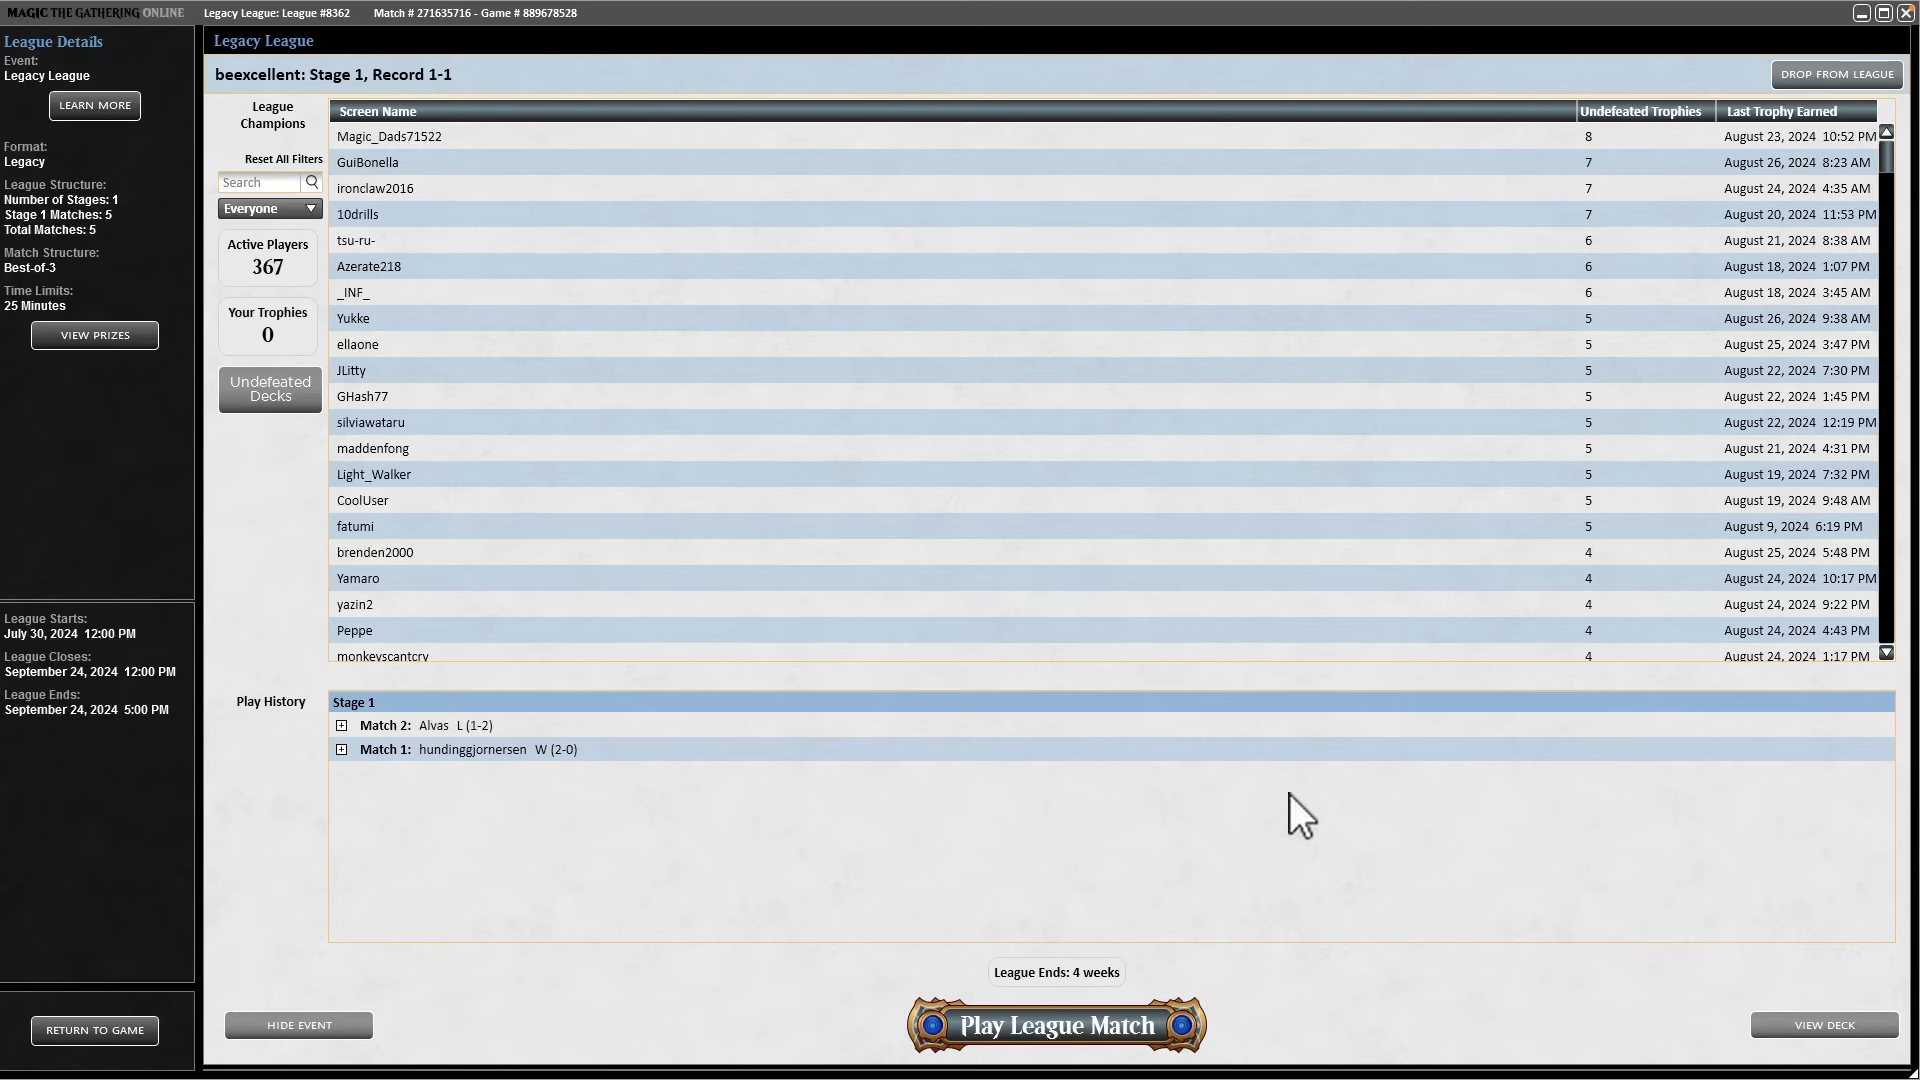 MAGIC THE GATHERING ONLINE
Legacy League: League #8362 Match # 271635716 - Game # 889678528
League Details
Event:
Legacy League
LEARN MORE
Format:
Legacy
League Structure:
Number of Stages: 1
Stage 1 Matches: 5
Total Matches: 5
Match Structure:
Best-of-3
Time Limits:
25 Minutes
VIEW PRIZES
League Starts:
July 30, 2024 12:00 PM
League Closes:
September 24, 2024 12:00 PM
League Ends:
September 24, 2024 5:00 PM
RETURN TO GAME
Legacy League
beexcellent: Stage 1, Record 1-1
DROP FROM LEAGUE
League
Champions
Reset All Filters
Search
Everyone
Active Players
367
Your Trophies
0
Undefeated
Decks
Screen Name Undefeated Trophies Last Trophy Earned
Magic_Dads71522 8 August 23, 2024 10:52 PM
GuiBonella 7 August 26, 2024 8:23 AM
ironclaw2016 7 August 24, 2024 4:35 AM
10drills 7 August 20, 2024 11:53 PM
tsu-ru- 6 August 21, 2024 8:38 AM
Azerate218 6 August 18, 2024 1:07 PM
_INF_ 6 August 18, 2024 3:45 AM
Yukke 5 August 26, 2024 9:38 AM
ellaone 5 August 25, 2024 3:47 PM
JLitty 5 August 22, 2024 7:30 PM
GHash77 5 August 22, 2024 1:45 PM
silviawataru 5 August 22, 2024 12:19 PM
maddenfong 5 August 21, 2024 4:31 PM
Light_Walker 5 August 19, 2024 7:32 PM
CoolUser 5 August 19, 2024 9:48 AM
fatumi 5 August 9, 2024 6:19 PM
brenden2000 4 August 25, 2024 5:48 PM
Yamaro 4 August 24, 2024 10:17 PM
yazin2 4 August 24, 2024 9:22 PM
Peppe 4 August 24, 2024 4:43 PM
monkeyscantcry 4 August 24, 2024 1:17 PM
Play History
Stage 1
Match 2: Alvas L (1-2)
Match 1: hundinggjornersen W (2-0)
League Ends: 4 weeks
HIDE EVENT
Play League Match
VIEW DECK